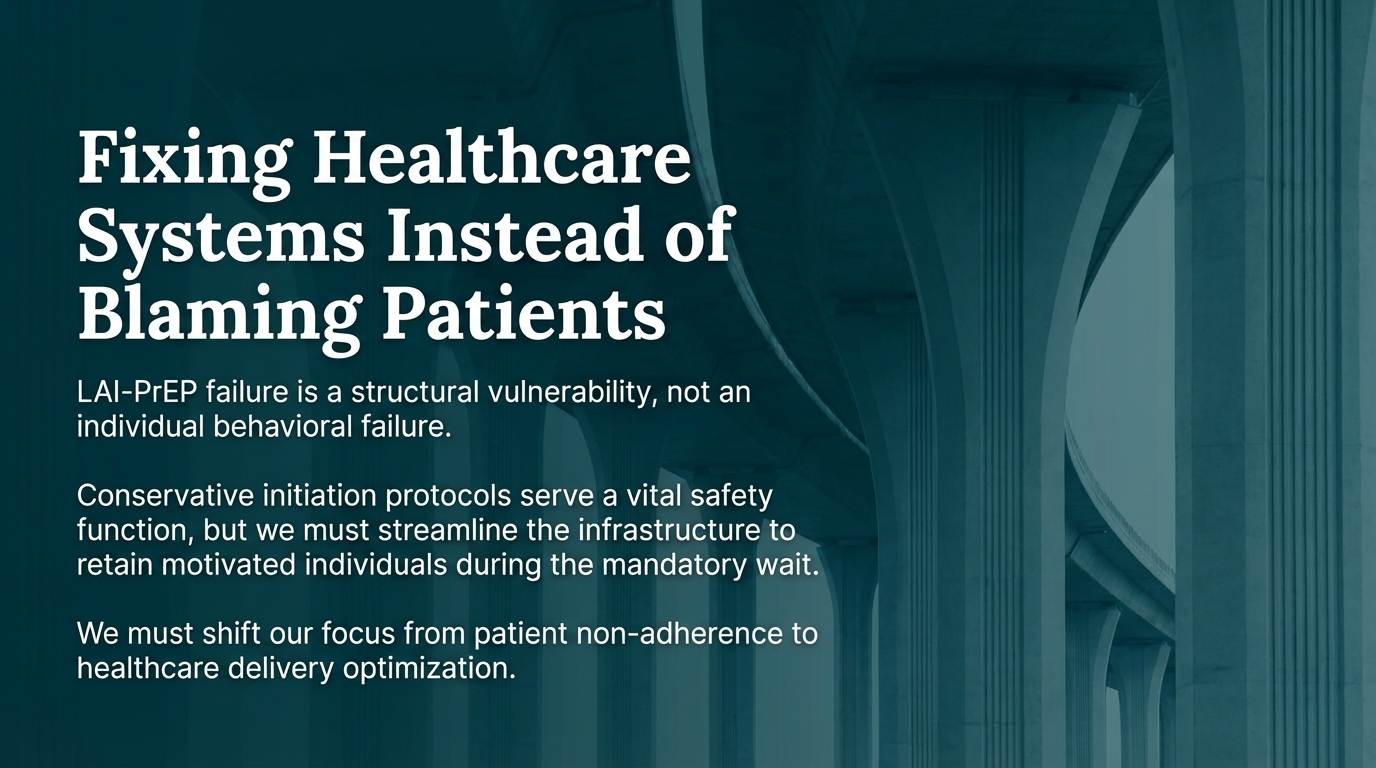 Fixing Healthcare
Systems Instead of
Blaming Patients
LAI-PrEP failure is a structural vulnerability, not an
individual behavioral failure.
Conservative initiation protocols serve a vital safety
function, but we must streamline the infrastructure to
retain motivated individuals during the mandatory wait.
We must shift our focus from patient non-adherence to
healthcare delivery optimization.